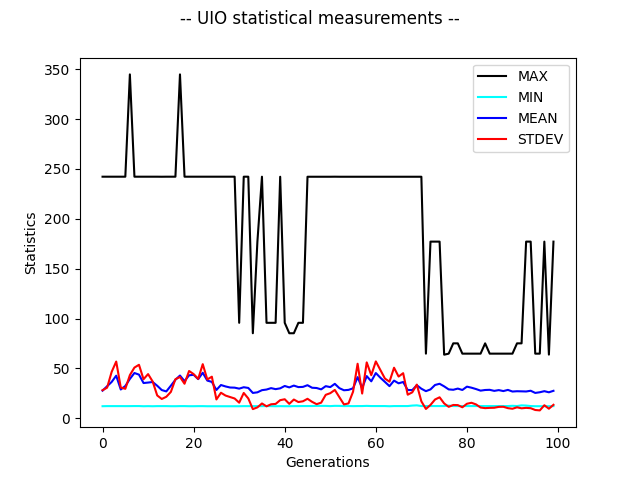 -- UIO statistical measurements --
350
300
250
200
150
100
50
0
Statistics
MAX
MIN
MEAN
STDEV
0 20 40 60 80 100
Generations